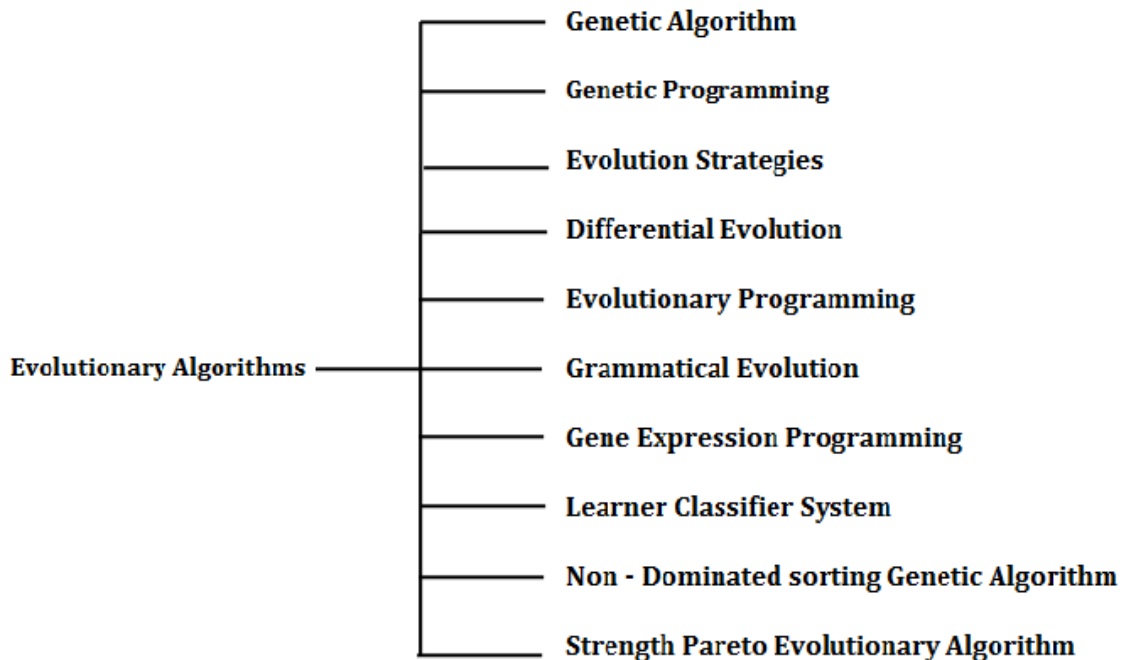 Genetic Algorithm
Genetic Programming
Evolution Strategies
Differential Evolution
Evolutionary Programming
Evolutionary Algorithms
Grammatical Evolution
Gene Expression Programming
Learner Classifier System
Non - Dominated sorting Genetic Algorithm
Strength Pareto Evolutionary Algorithm